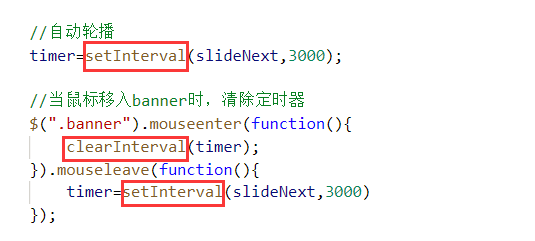 //自动轮播
timer=setInterval(slideNext,3000);
//当鼠标移入banner时，清除定时器
$(".banner").mouseenter(function(){
clearInterval(timer);
}).mouseleave(function(){
timer=setInterval(slideNext,3000)
});